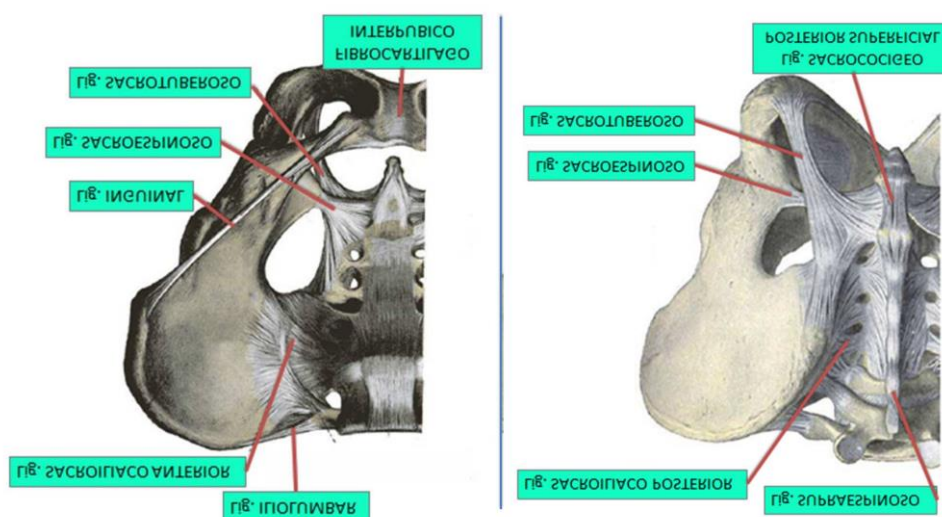 Lig. ILIOLUMBAR
Lig. SACROILIACO ANTERIOR
Lig. INGUINAL
Lig. SACROESPINOSO
Lig. SACROTUBEROSO
FIBROCARTILAGO
INTERPUBICO
Lig. SUPRAESPINOSO
Lig. SACROILIACO POSTERIOR
Lig. SACROESPINOSO
Lig. SACROTUBEROSO
Lig. SACROCOCIGEO
POSTERIOR SUPERFICIAL